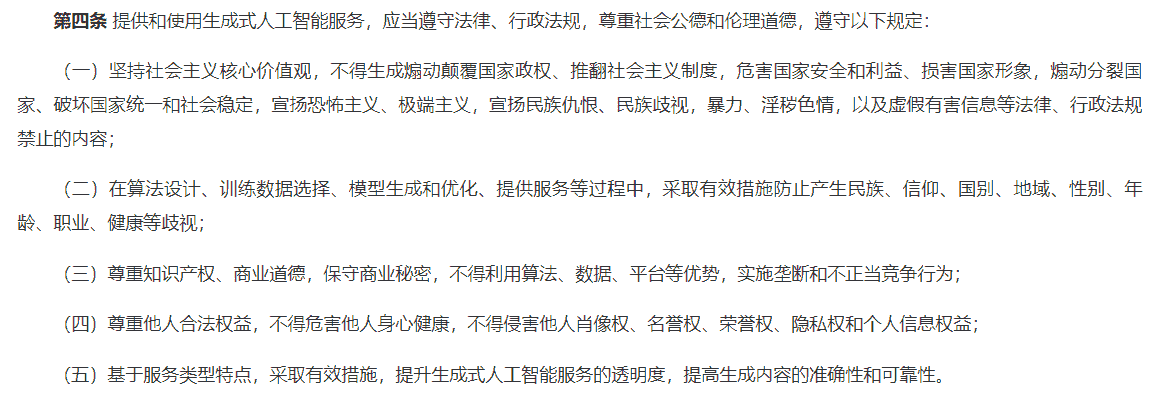 第四条 提供和使用生成式人工智能服务，应当遵守法律、行政法规，尊重社会公德和伦理道德，遵守以下规定：
（一）坚持社会主义核心价值观，不得生成煽动颠覆国家政权、推翻社会主义制度，危害国家安全和利益、损害国家形象，煽动分裂国
家、破坏国家统一和社会稳定，宣扬恐怖主义、极端主义，宣扬民族仇恨、民族歧视，暴力、淫秽色情，以及虚假有害信息等法律、行政法规
禁止的内容；
（二）在算法设计、训练数据选择、模型生成和优化、提供服务等过程中，采取有效措施防止产生民族、信仰、国别、地域、性别、年
龄、职业、健康等歧视；
（三）尊重知识产权、商业道德，保守商业秘密，不得利用算法、数据、平台等优势，实施垄断和不正当竞争行为；
（四）尊重他人合法权益，不得危害他人身心健康，不得侵害他人肖像权、名誉权、荣誉权、隐私权和个人信息权益；
（五）基于服务类型特点，采取有效措施，提升生成式人工智能服务的透明度，提高生成内容的准确性和可靠性。